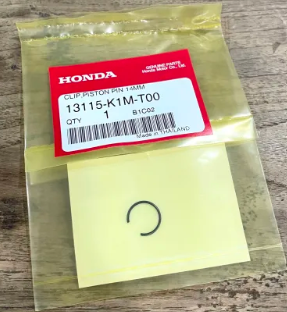 HONDA
GENUINE PARTS
Honda Motor Co., Ltd.
CLIP,PISTON PIN 14MM
13115-K1M-T00
QTY 1 B1C02
Made in THAILAND